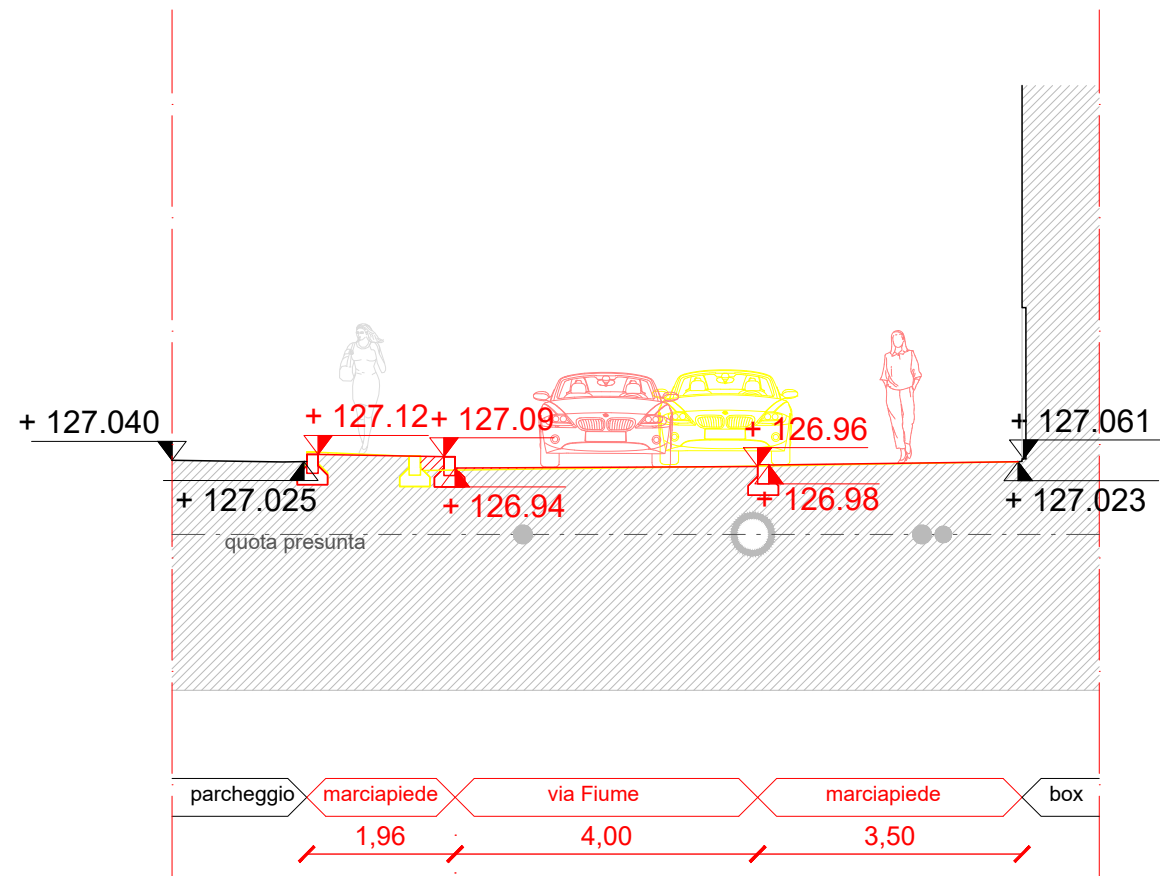 + 127.040
+ 127.12
+ 127.09
+ 126.96
+ 127.061
+ 127.025
+ 126.94
+ 126.98
+ 127.023
quota presunta
parcheggio
marciapiede
via Fiume
marciapiede
box
1,96
4,00
3,50